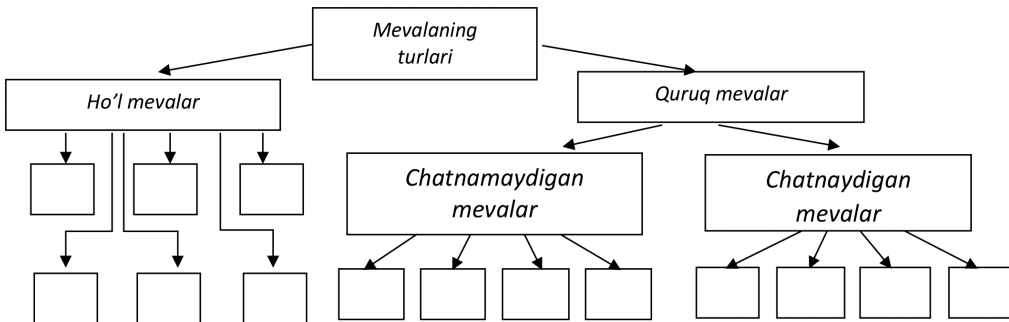 Mevalaning
turlari
Ho’l mevalar
Quruq mevalar
Chatnamaydigan
mevalar
Chatnaydigan
mevalar